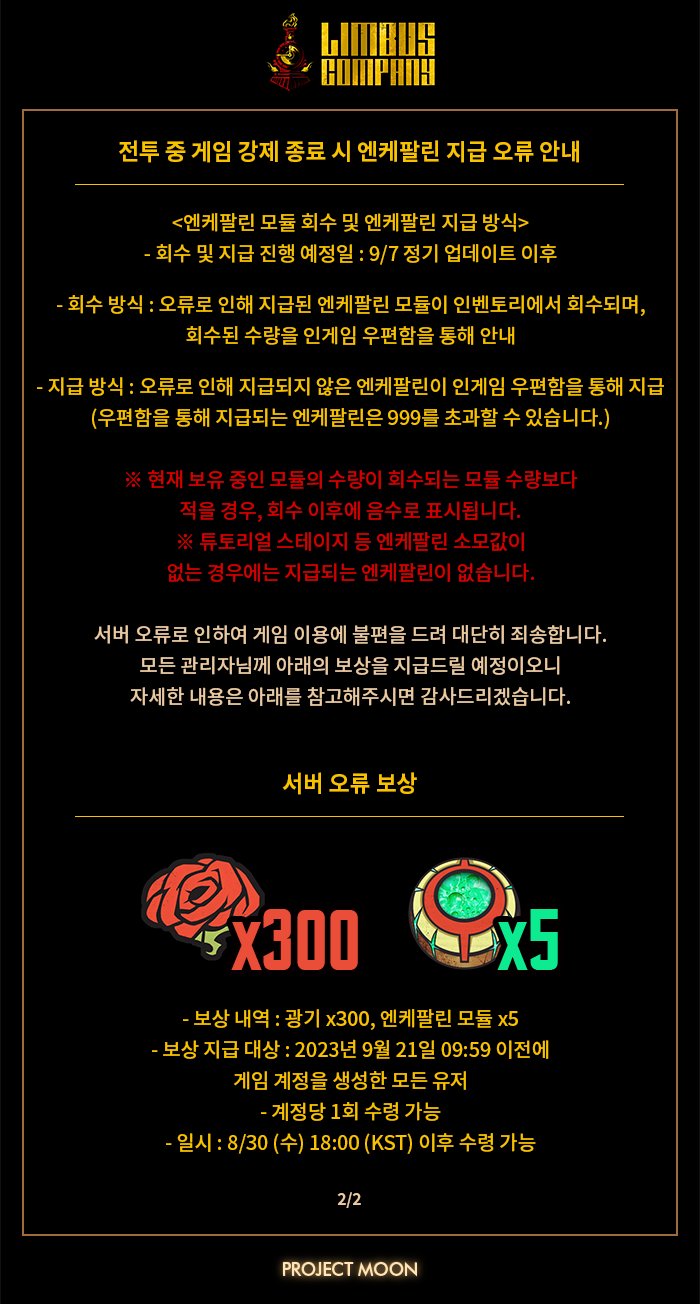 LIMBUS
COMPANY
전투 중 게임 강제 종료 시 엔케팔린 지급 오류 안내
<엔케팔린 모듈 회수 및 엔케팔린 지급 방식>
- 회수 및 지급 진행 예정일 : 9/7 정기 업데이트 이후
- 회수 방식 : 오류로 인해 지급된 엔케팔린 모듈이 인벤토리에서 회수되며,
회수된 수량을 인게임 우편함을 통해 안내
- 지급 방식 : 오류로 인해 지급되지 않은 엔케팔린이 인게임 우편함을 통해 지급
(우편함을 통해 지급되는 엔케팔린은 999를 초과할 수 있습니다.)
※ 현재 보유 중인 모듈의 수량이 회수되는 모듈 수량보다
적을 경우, 회수 이후에 음수로 표시됩니다.
※ 튜토리얼 스테이지 등 엔케팔린 소모값이
없는 경우에는 지급되는 엔케팔린이 없습니다.
서버 오류로 인하여 게임 이용에 불편을 드려 대단히 죄송합니다.
모든 관리자님께 아래의 보상을 지급드릴 예정이오니
자세한 내용은 아래를 참고해주시면 감사드리겠습니다.
서버 오류 보상
x300 x5
- 보상 내역 : 광기 x300, 엔케팔린 모듈 x5
- 보상 지급 대상 : 2023년 9월 21일 09:59 이전에
게임 계정을 생성한 모든 유저
- 계정당 1회 수령 가능
- 일시 : 8/30 (수) 18:00 (KST) 이후 수령 가능
2/2
PROJECT MOON